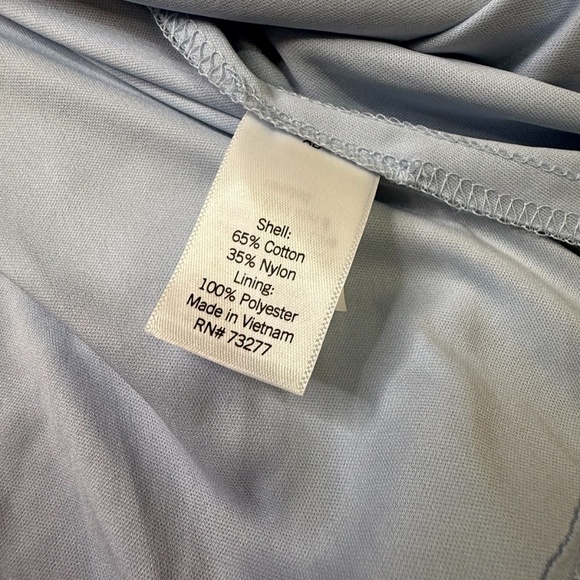 Shell:
65% Cotton
35% Nylon
Lining:
100% Polyester
Made in Vietnam
RN# 73277